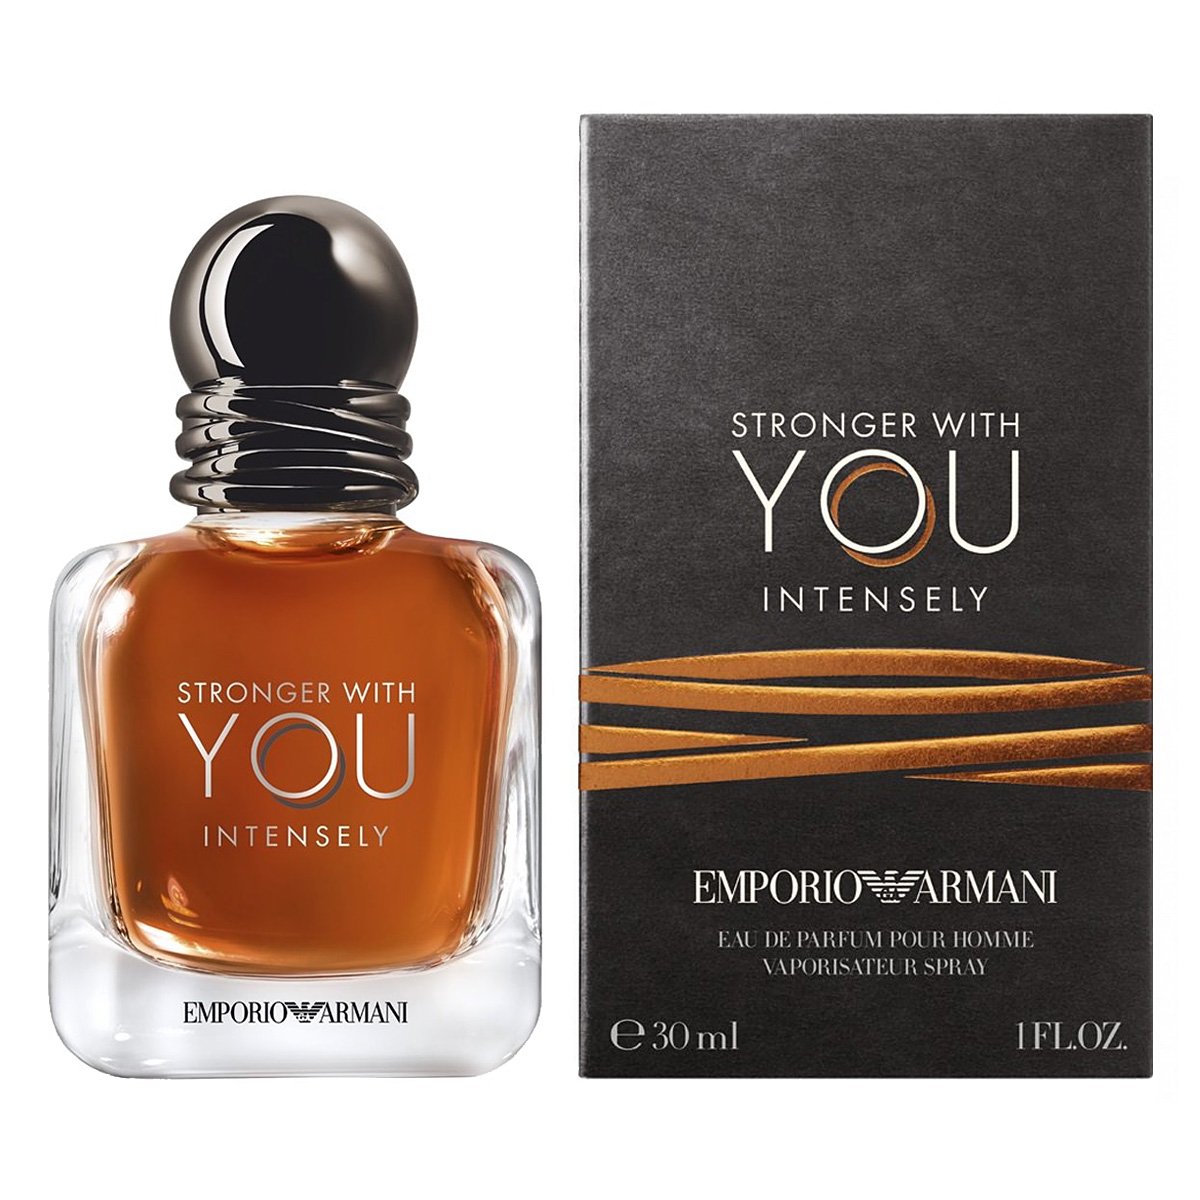 STRONGER WITH
YOU
INTENSELY
EMPORIO ARMANI
STRONGER WITH
YOU
INTENSELY
EMPORIO ARMANI
EAU DE PARFUM POUR HOMME
VAPORISATEUR SPRAY
℮ 30 ml
1 FL.OZ.